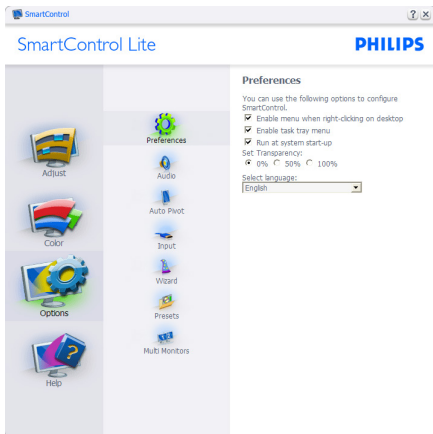 SmartControl
SmartControl Lite
PHILIPS
Adjust
Color
Options
Help
Preferences
Audio
Auto Pivot
Input
Wizard
Presets
Multi Monitors
Preferences
You can use the following options to configure
SmartControl.
Enable menu when right-clicking on desktop
Enable task tray menu
Run at system start-up
Set Transparency:
0% 50% 100%
Select language:
English